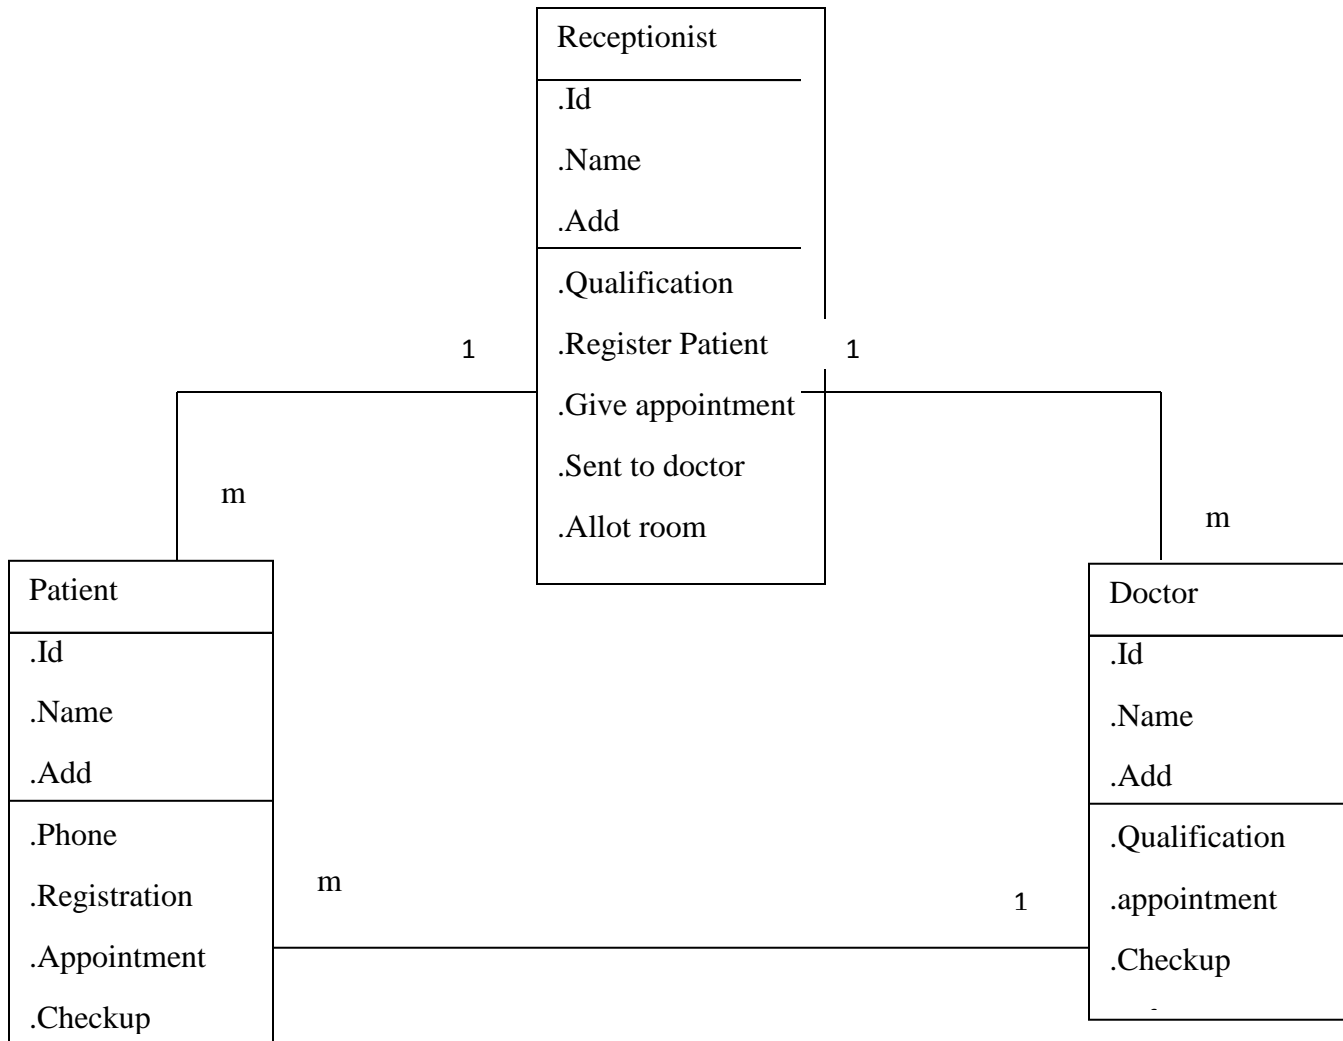 Receptionist
.Id
.Name
.Add
.Qualification
.Register Patient
.Give appointment
.Sent to doctor
.Allot room
1
1
m
m
Patient
.Id
.Name
.Add
.Phone
.Registration
.Appointment
.Checkup
m
1
Doctor
.Id
.Name
.Add
.Qualification
.appointment
.Checkup